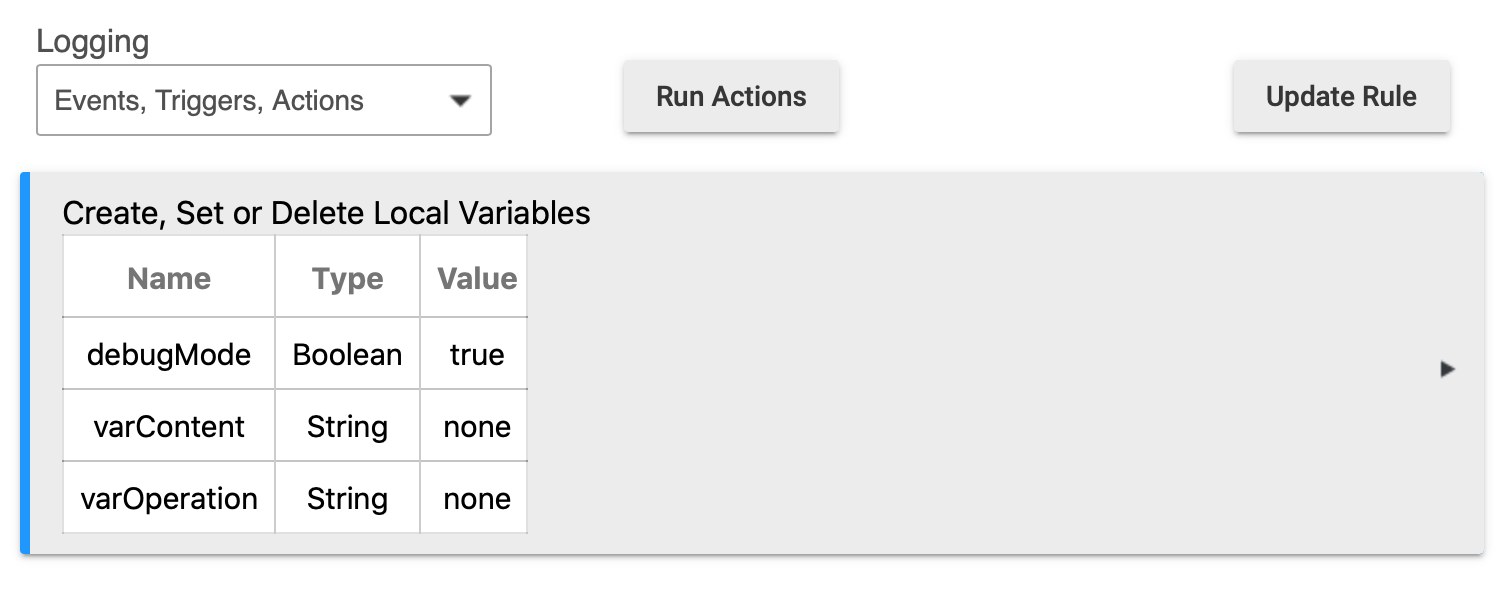 Logging
Events, Triggers, Actions
Run Actions
Update Rule
Create, Set or Delete Local Variables
Name Type Value
debugMode Boolean true
varContent String none
varOperation String none